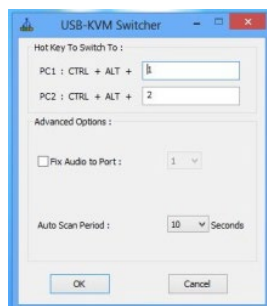 USB-KVM Switcher
Hot Key To Switch To :
PC1 : CTRL + ALT + 1
PC2 : CTRL + ALT + 2
Advanced Options :
Fix Audio to Port : 1
Auto Scan Period : 10 Seconds
OK Cancel